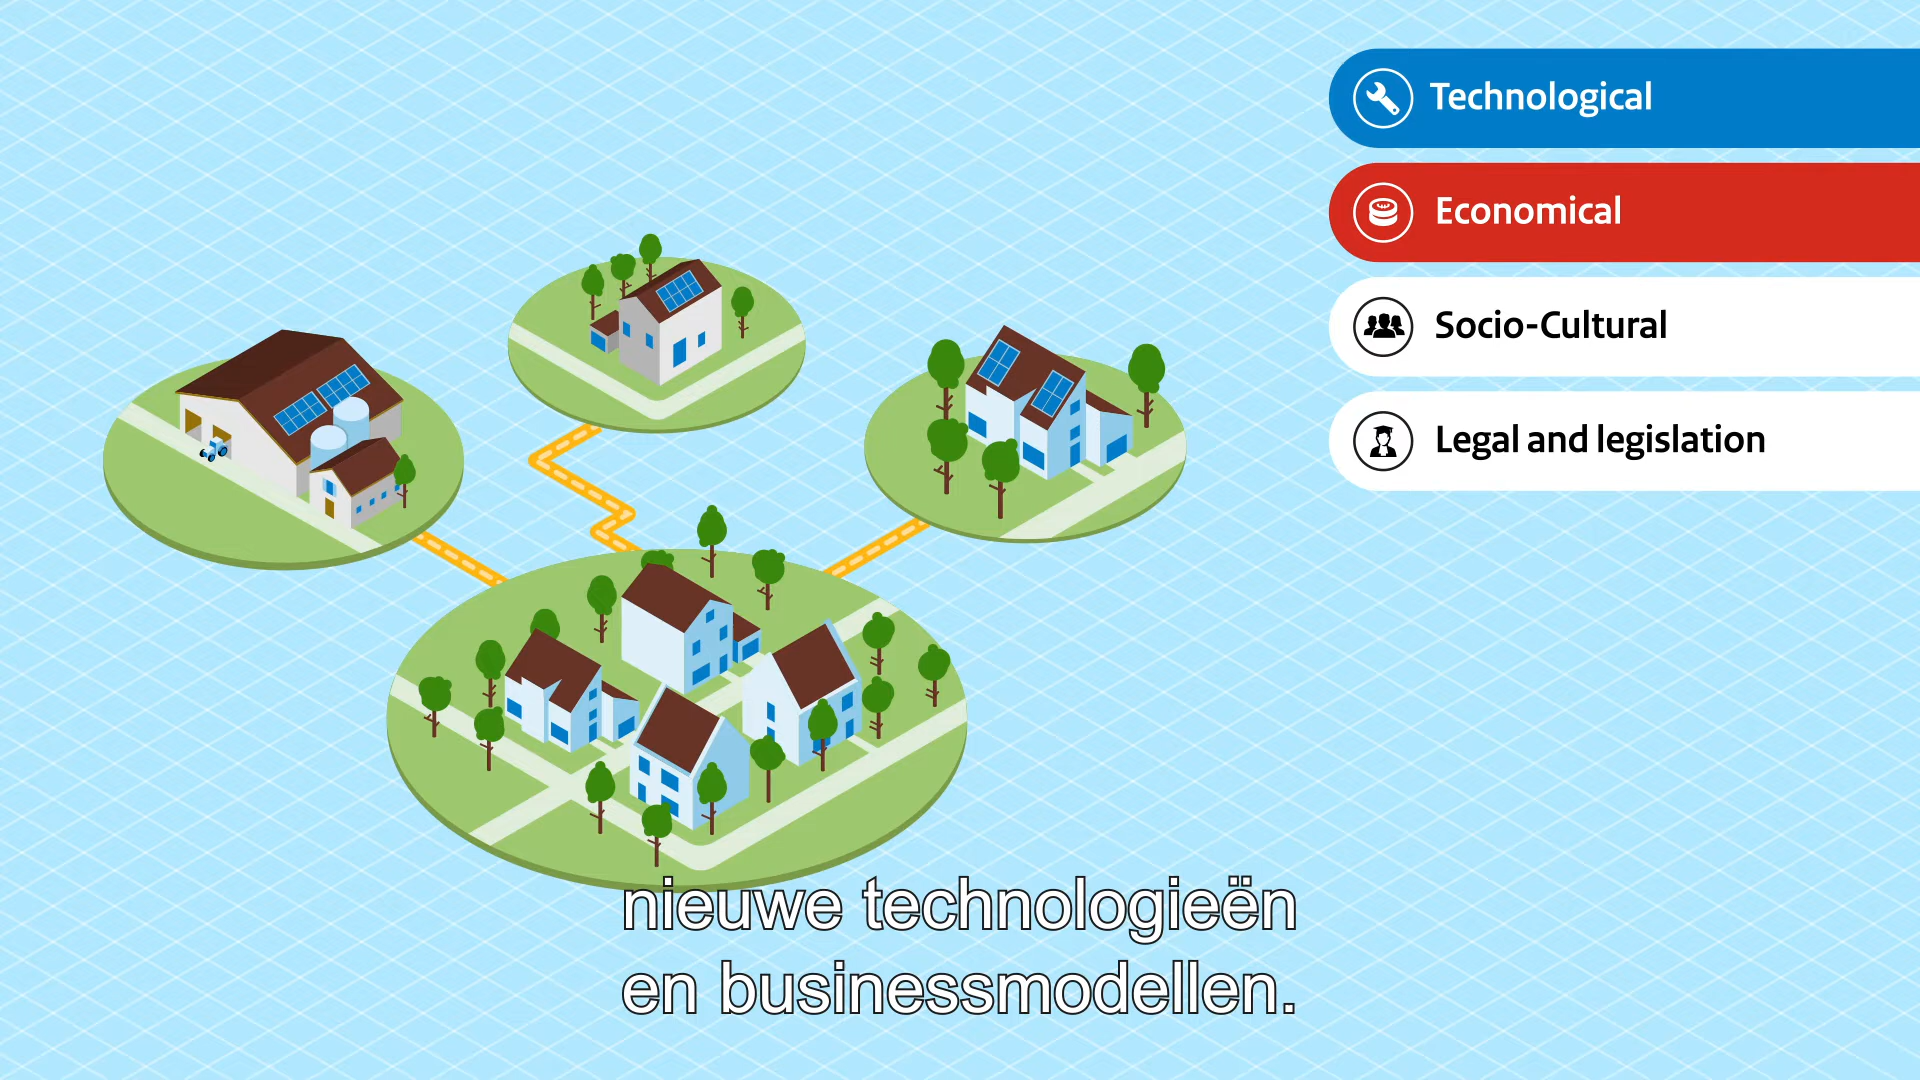 Technological
Economical
Socio-Cultural
Legal and legislation
nieuwe technologieën
en businessmodellen.